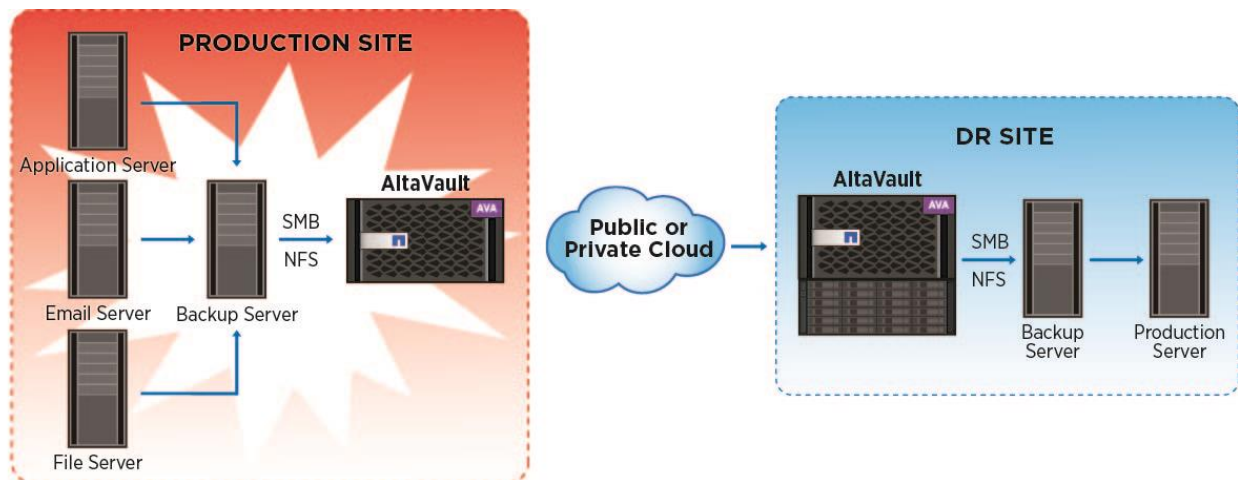 PRODUCTION SITE
Application Server
Email Server
File Server
Backup Server
SMB
NFS
AltaVault
AVA
Public or
Private Cloud
DR SITE
AltaVault
AVA
SMB
NFS
Backup
Server
Production
Server